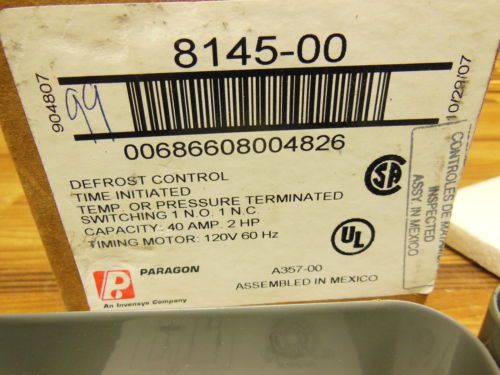 8145-00
904807
99
10/29/07
00686608004826
DEFROST CONTROL
TIME INITIATED
TEMP. OR PRESSURE TERMINATED
SWITCHING 1 N.O. 1 N.C.
CAPACITY: 40 AMP. 2 HP
TIMING MOTOR: 120V 60 Hz
SA
UL
CONTROLES DE
INSPECTED
ASSY. IN MEXICO
P.
PARAGON
An Invensys Company
A357-00
ASSEMBLED IN MEXICO